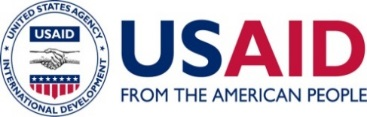 UNITED STATES AGENCY
USAID
INTERNATIONAL DEVELOPMENT
USAID
FROM THE AMERICAN PEOPLE